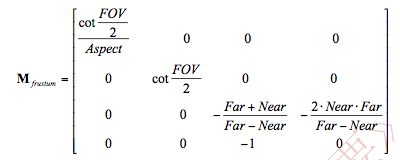 M_frustum = [ cot(FOV/2)/Aspect 0 0 0
0 cot FOV/2 0 0
0 0 -(Far + Near)/(Far - Near) -(2·Near·Far)/(Far - Near)
0 0 -1 0 ]